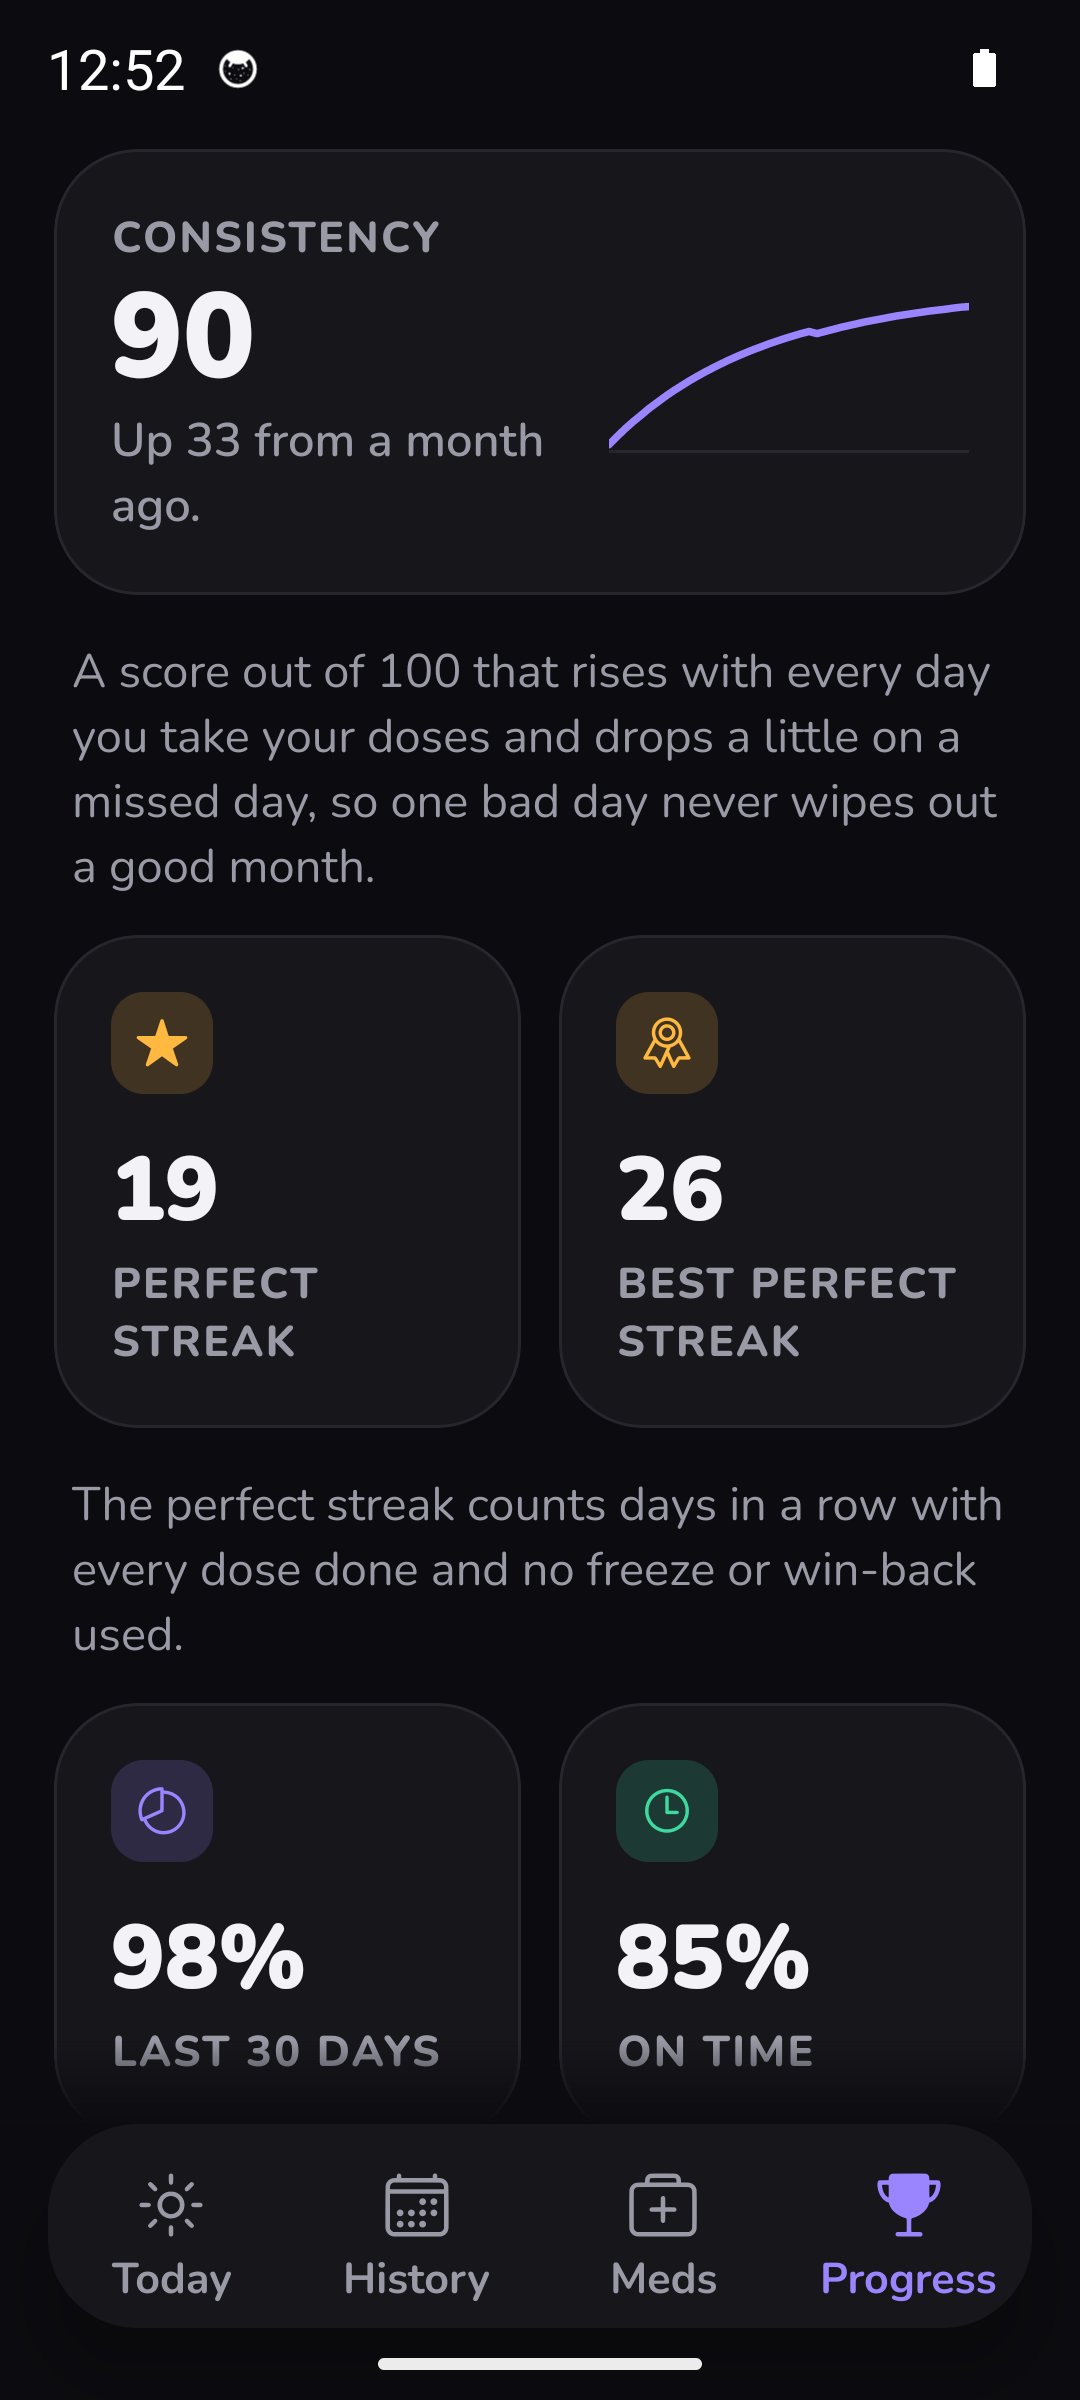 12:52
CONSISTENCY
90
Up 33 from a month
ago.
A score out of 100 that rises with every day
you take your doses and drops a little on a
missed day, so one bad day never wipes out
a good month.
19
PERFECT
STREAK
26
BEST PERFECT
STREAK
The perfect streak counts days in a row with
every dose done and no freeze or win-back
used.
98%
LAST 30 DAYS
85%
ON TIME
Today
History
Meds
Progress